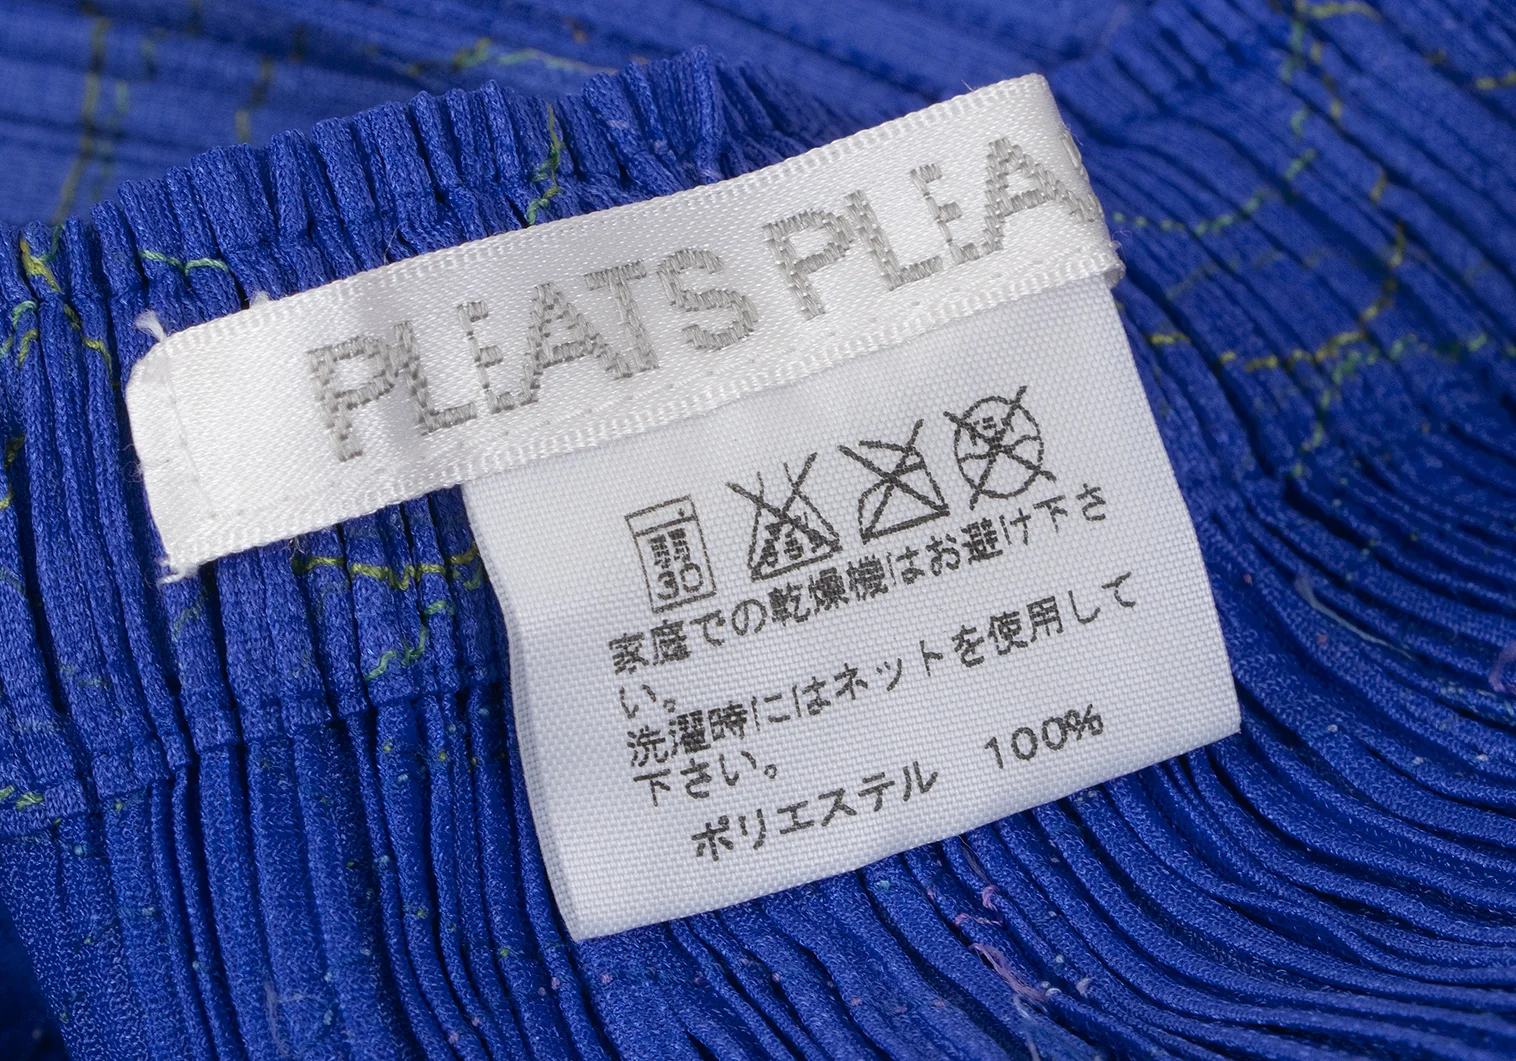 PLEATS PLEA
弱
30
家庭での乾燥機はお避け下さ
い。
洗濯時にはネットを使用して
下さい。
ポリエステル 100%